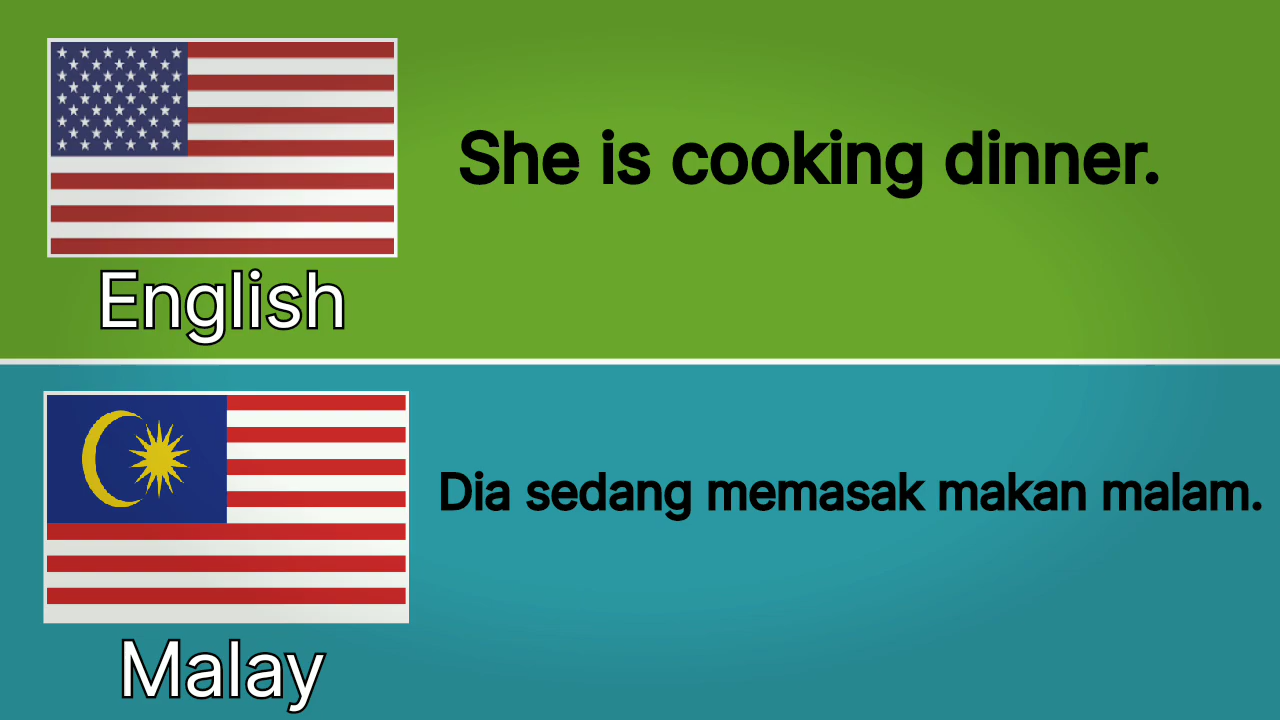 She is cooking dinner.
English
Dia sedang memasak makan malam.
Malay